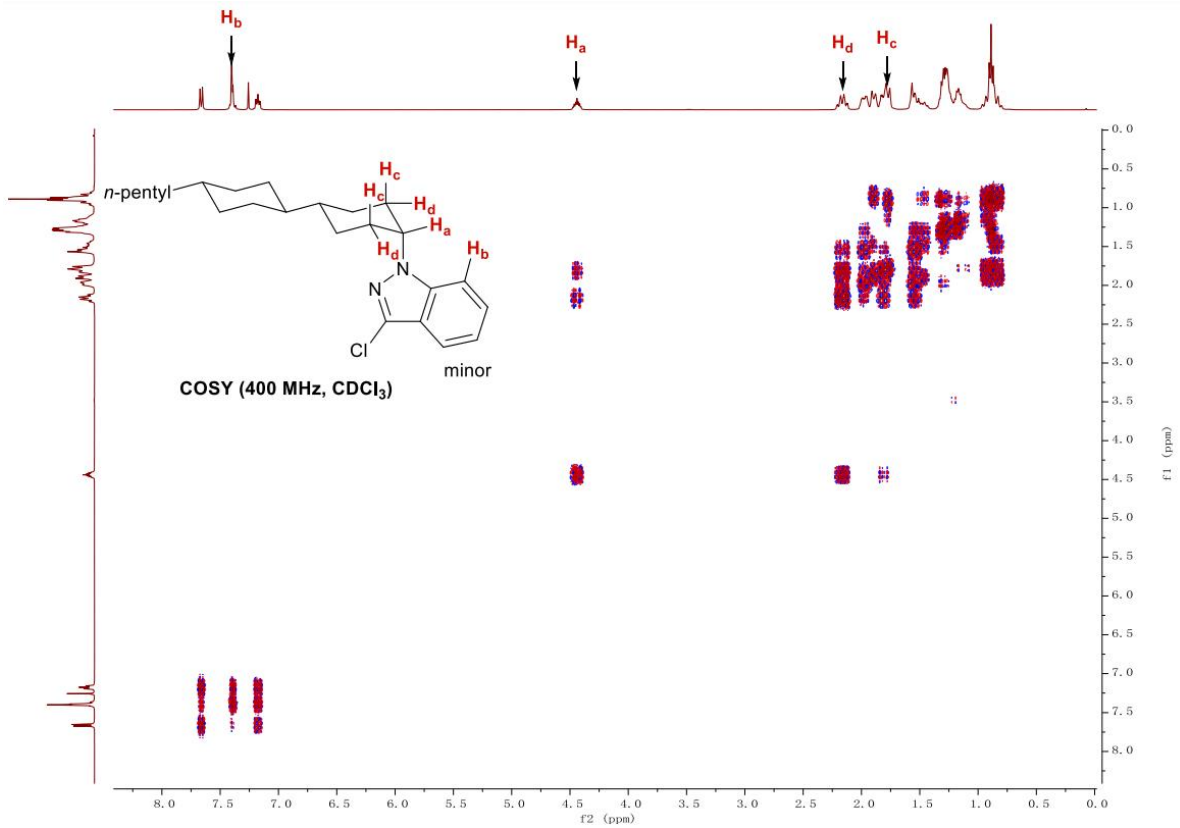 Hb
Ha
Hd
Hc
0.0
0.5
1.0
1.5
2.0
2.5
3.0
3.5
4.0
4.5
5.0
5.5
6.0
6.5
7.0
7.5
8.0
f1 (ppm)
n-pentyl
Hc
Hc
Hd
Ha
Hd
Hb
N
N
Cl
minor
COSY (400 MHz, CDCl3)
8.0 7.5 7.0 6.5 6.0 5.5 5.0 4.5 4.0 3.5 3.0 2.5 2.0 1.5 1.0 0.5 0.0
f2 (ppm)